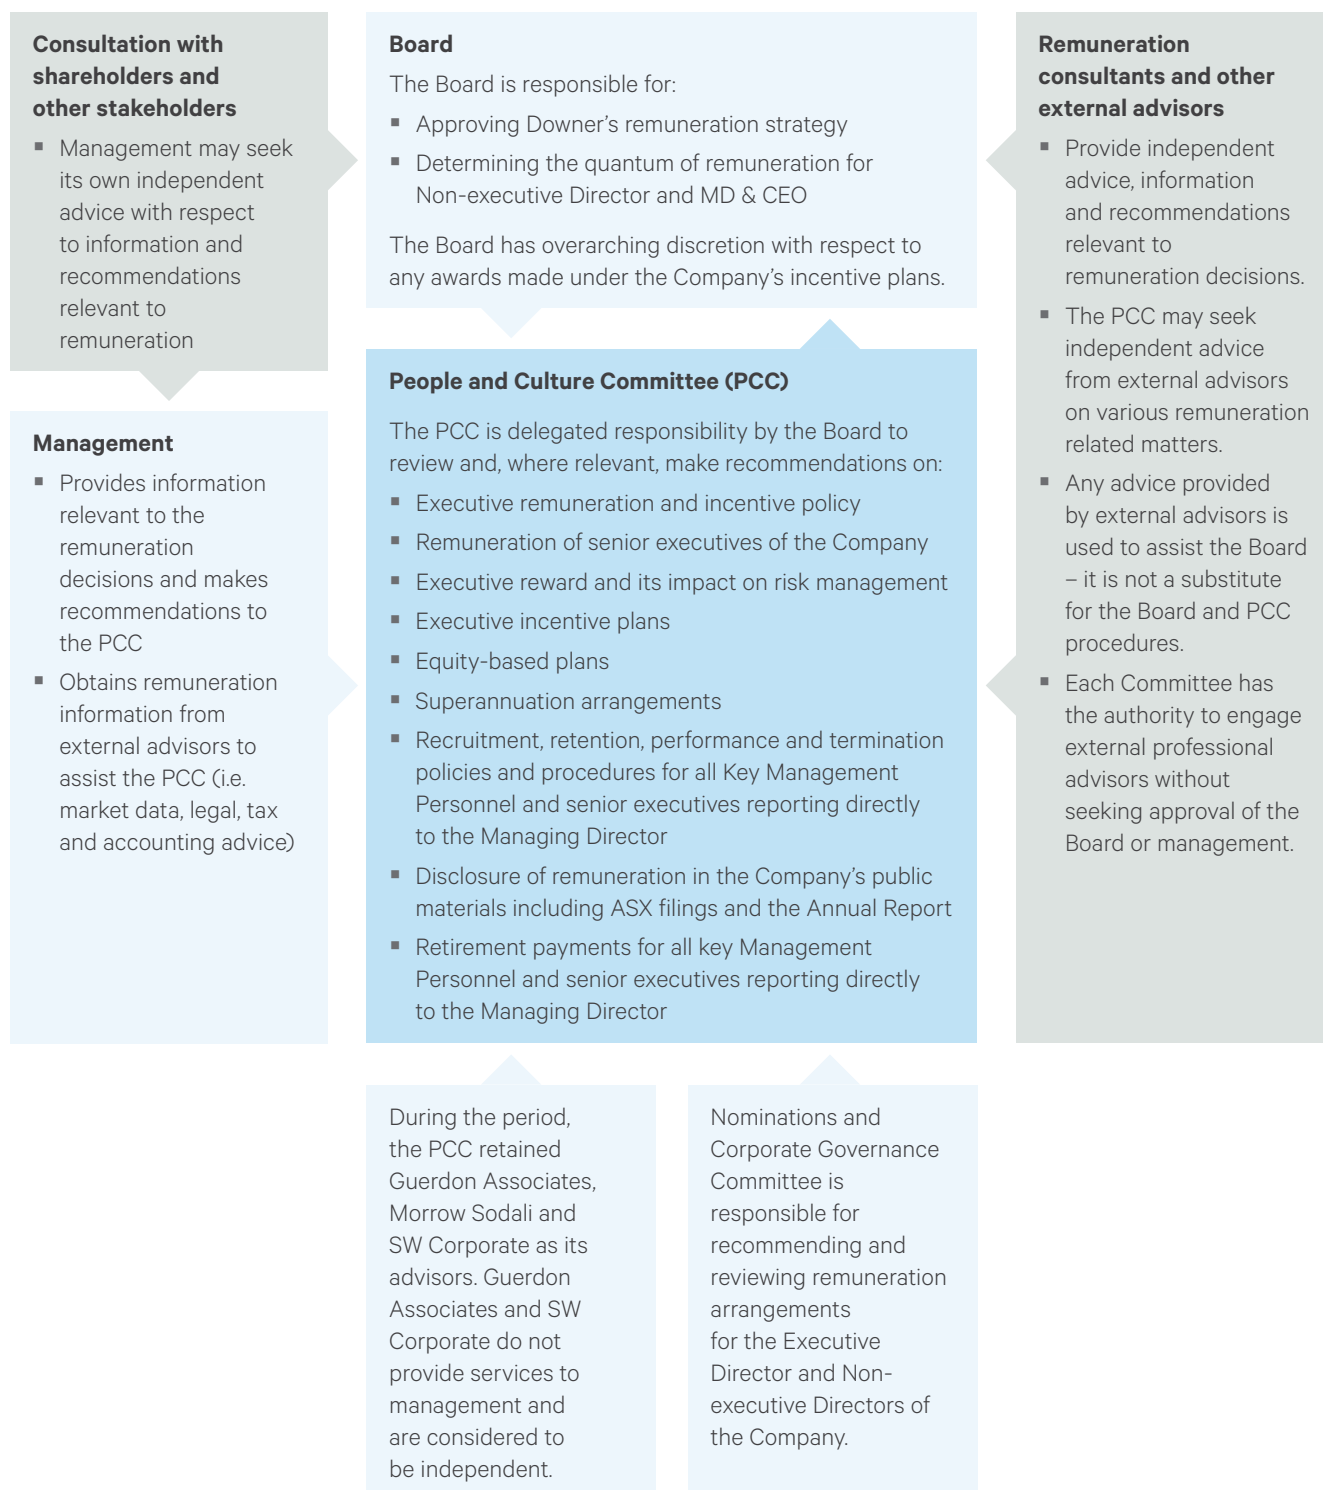 Consultation with
shareholders and
other stakeholders
▪ Management may seek
its own independent
advice with respect
to information and
recommendations
relevant to
remuneration
Management
▪ Provides information
relevant to the
remuneration
decisions and makes
recommendations to
the PCC
▪ Obtains remuneration
information from
external advisors to
assist the PCC (i.e.
market data, legal, tax
and accounting advice)
Board
The Board is responsible for:
▪ Approving Downer’s remuneration strategy
▪ Determining the quantum of remuneration for
Non-executive Director and MD & CEO
The Board has overarching discretion with respect to
any awards made under the Company’s incentive plans.
People and Culture Committee (PCC)
The PCC is delegated responsibility by the Board to
review and, where relevant, make recommendations on:
▪ Executive remuneration and incentive policy
▪ Remuneration of senior executives of the Company
▪ Executive reward and its impact on risk management
▪ Executive incentive plans
▪ Equity-based plans
▪ Superannuation arrangements
▪ Recruitment, retention, performance and termination
policies and procedures for all Key Management
Personnel and senior executives reporting directly
to the Managing Director
▪ Disclosure of remuneration in the Company’s public
materials including ASX filings and the Annual Report
▪ Retirement payments for all key Management
Personnel and senior executives reporting directly
to the Managing Director
During the period,
the PCC retained
Guerdon Associates,
Morrow Sodali and
SW Corporate as its
advisors. Guerdon
Associates and SW
Corporate do not
provide services to
management and
are considered to
be independent.
Nominations and
Corporate Governance
Committee is
responsible for
recommending and
reviewing remuneration
arrangements
for the Executive
Director and Non-
executive Directors of
the Company.
Remuneration
consultants and other
external advisors
▪ Provide independent
advice, information
and recommendations
relevant to
remuneration decisions.
▪ The PCC may seek
independent advice
from external advisors
on various remuneration
related matters.
▪ Any advice provided
by external advisors is
used to assist the Board
– it is not a substitute
for the Board and PCC
procedures.
▪ Each Committee has
the authority to engage
external professional
advisors without
seeking approval of the
Board or management.